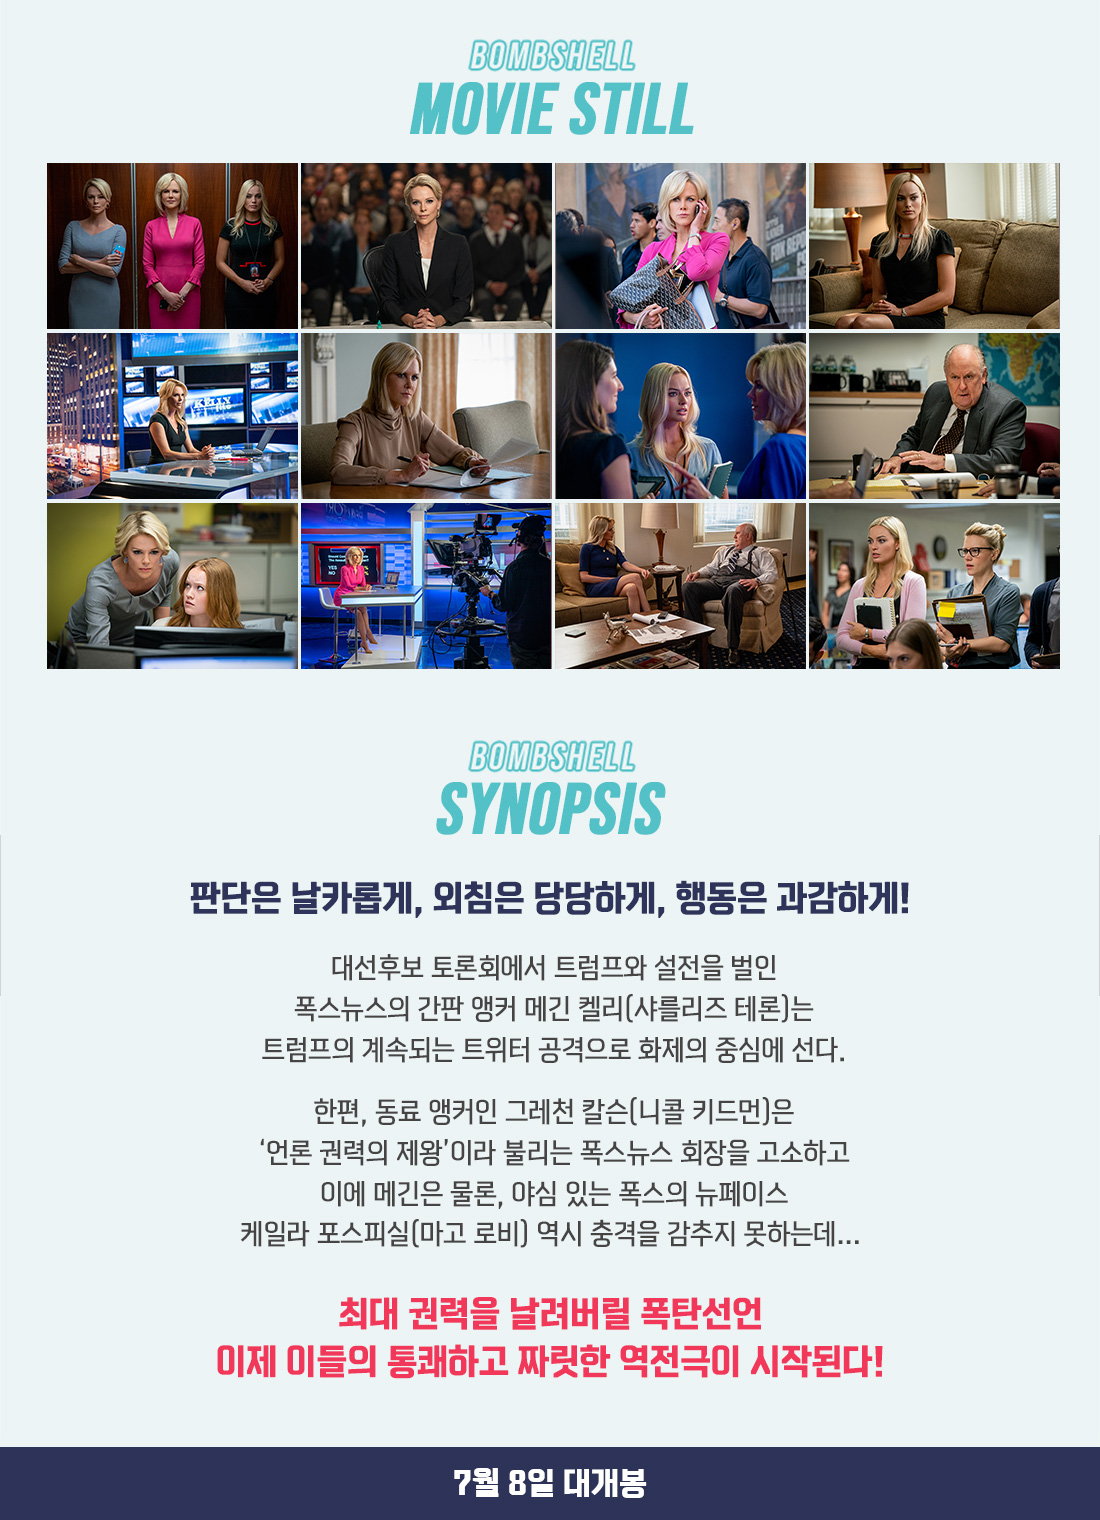 BOMBSHELL
MOVIE STILL
KELLY
YES
NO
BOMBSHELL
SYNOPSIS
판단은 날카롭게, 외침은 당당하게, 행동은 과감하게!
대선후보 토론회에서 트럼프와 설전을 벌인
폭스뉴스의 간판 앵커 메긴 켈리(샤를리즈 테론)는
트럼프의 계속되는 트위터 공격으로 화제의 중심에 선다.
한편, 동료 앵커인 그레천 칼슨(니콜 키드먼)은
‘언론 권력의 제왕’이라 불리는 폭스뉴스 회장을 고소하고
이에 메긴은 물론, 야심 있는 폭스의 뉴페이스
케일라 포스피실(마고 로비) 역시 충격을 감추지 못하는데...
최대 권력을 날려버릴 폭탄선언
이제 이들의 통쾌하고 짜릿한 역전극이 시작된다!
7월 8일 대개봉